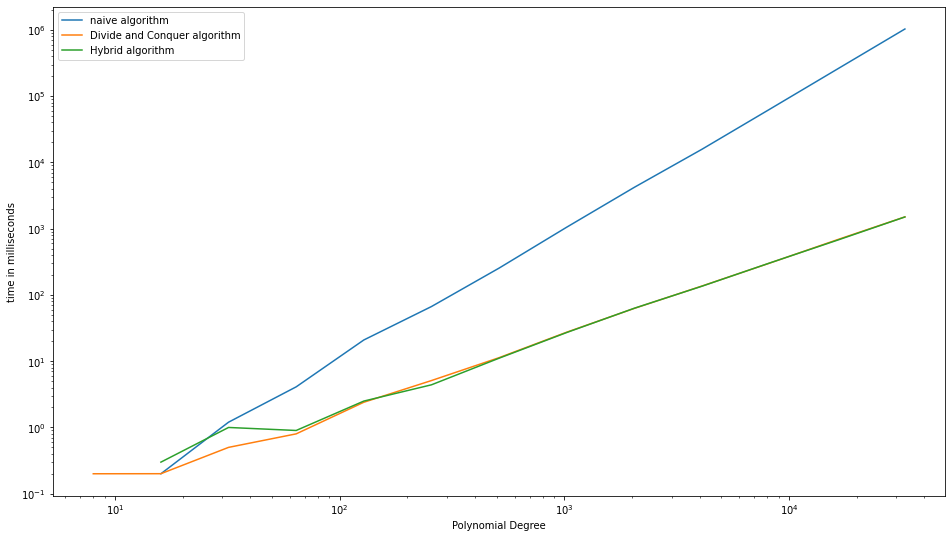 naive algorithm
Divide and Conquer algorithm
Hybrid algorithm
10⁶
10⁵
10⁴
10³
10²
10¹
10⁰
10⁻¹
time in milliseconds
10¹ 10² 10³ 10⁴
Polynomial Degree